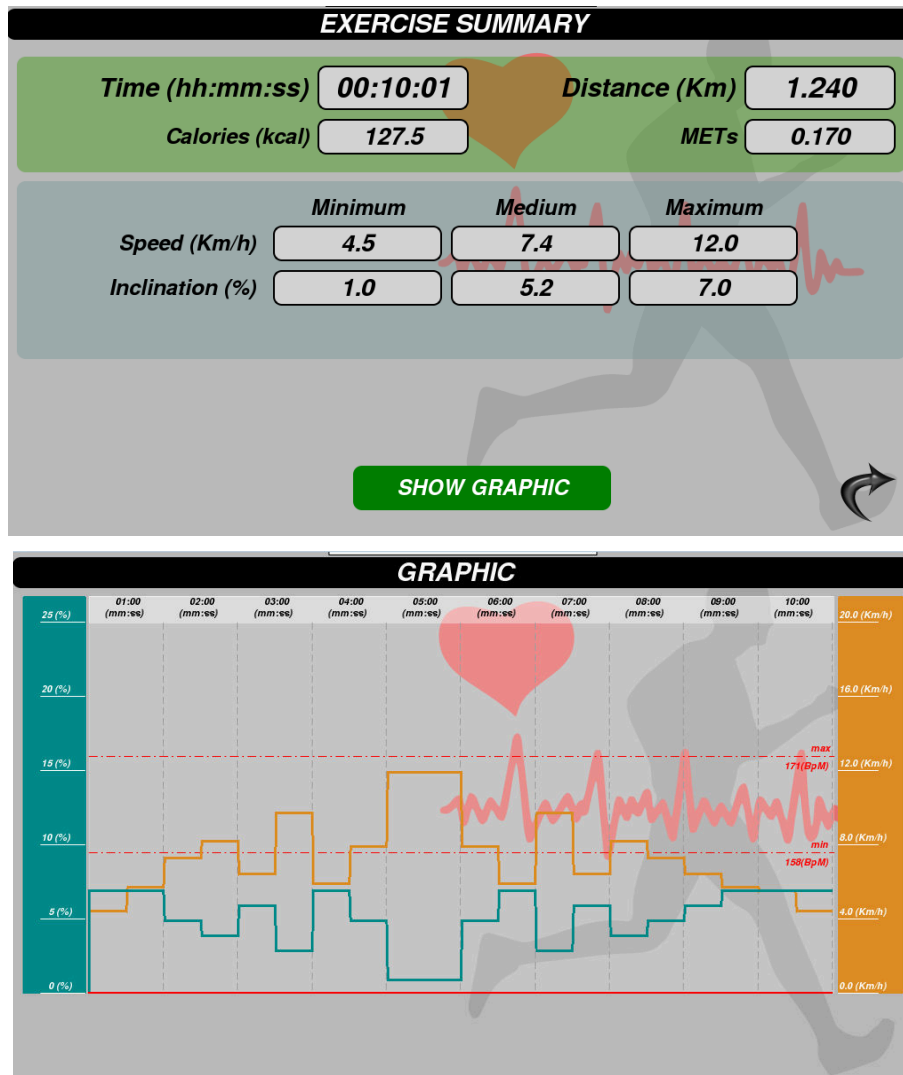 EXERCISE SUMMARY
Time (hh:mm:ss) 00:10:01 Distance (Km) 1.240
Calories (kcal) 127.5 METs 0.170
Minimum Medium Maximum
Speed (Km/h) 4.5 7.4 12.0
Inclination (%) 1.0 5.2 7.0
SHOW GRAPHIC
GRAPHIC
01:00 02:00 03:00 04:00 05:00 06:00 07:00 08:00 09:00 10:00
25 (%) (mm:ss) (mm:ss) (mm:ss) (mm:ss) (mm:ss) (mm:ss) (mm:ss) (mm:ss) (mm:ss) (mm:ss) 20.0 (Km/h)
20 (%) 16.0 (Km/h)
max
15 (%) 171(BpM) 12.0 (Km/h)
10 (%) 8.0 (Km/h)
min
158(BpM)
5 (%) 4.0 (Km/h)
0 (%) 0.0 (Km/h)